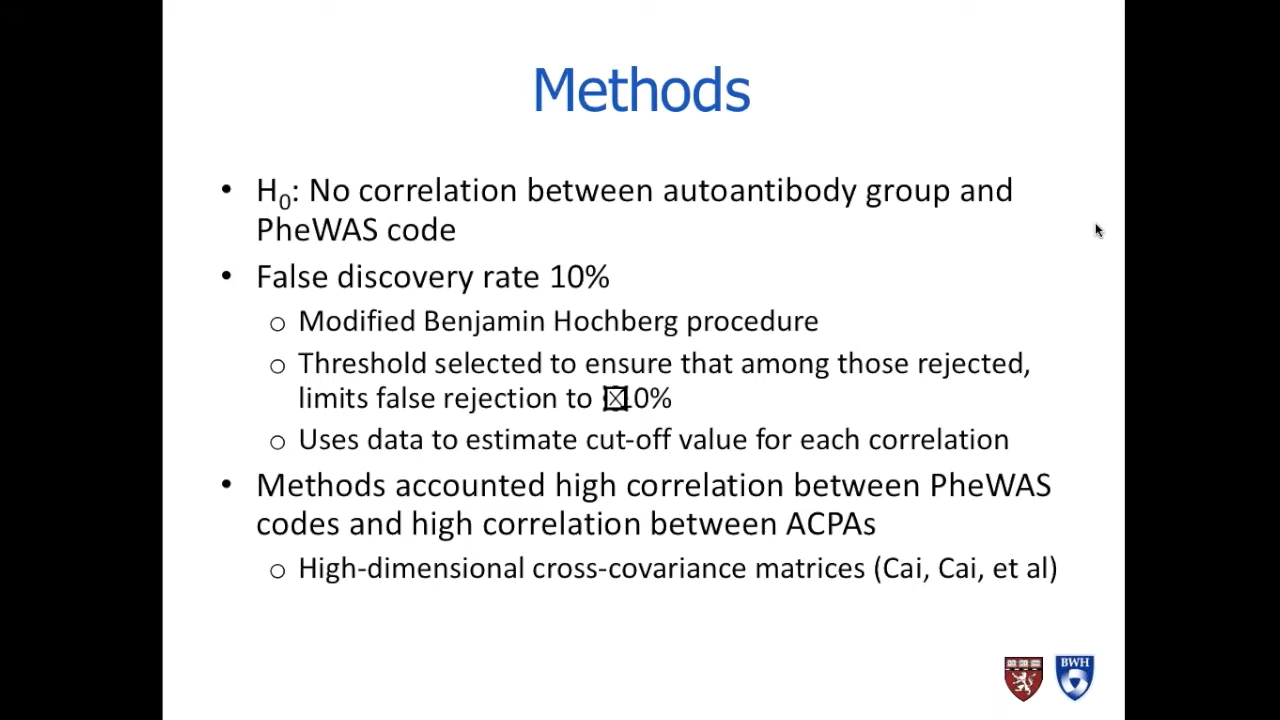 Methods
• H₀: No correlation between autoantibody group and
PheWAS code
• False discovery rate 10%
o Modified Benjamin Hochberg procedure
o Threshold selected to ensure that among those rejected,
limits false rejection to 10%
o Uses data to estimate cut-off value for each correlation
• Methods accounted high correlation between PheWAS
codes and high correlation between ACPAs
o High-dimensional cross-covariance matrices (Cai, Cai, et al)
BWH